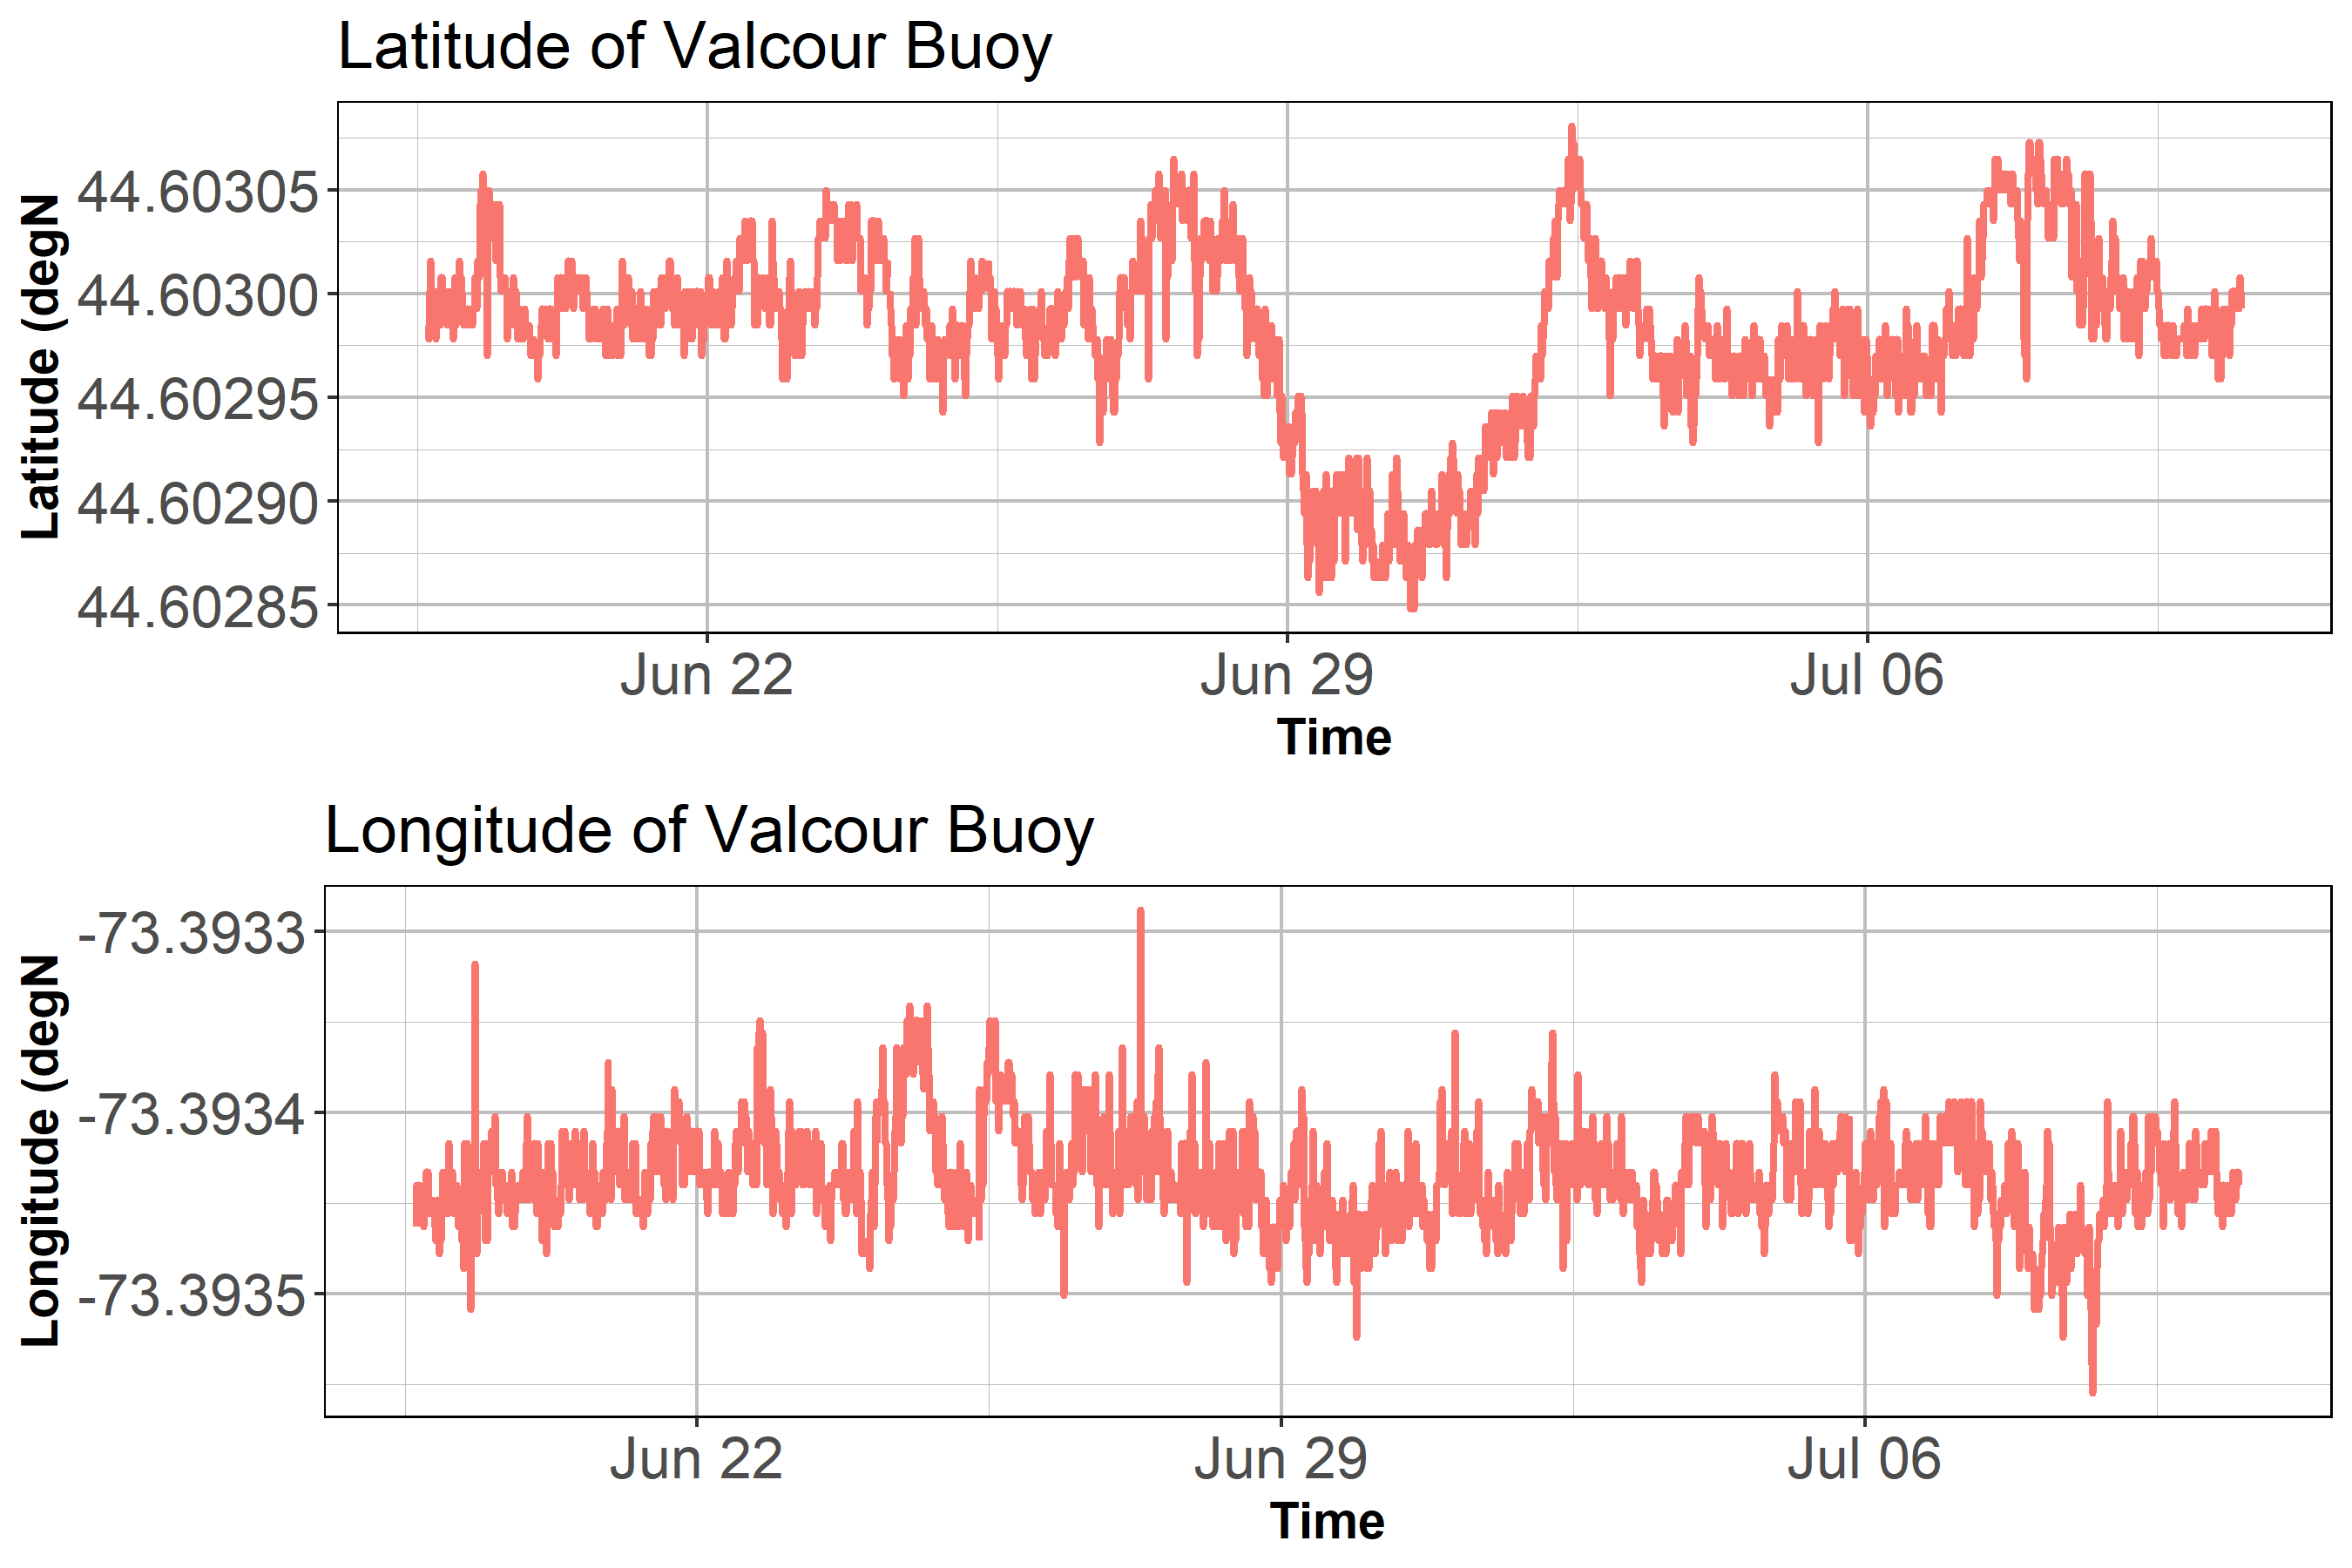 Latitude of Valcour Buoy
Latitude (degN
44.60305
44.60300
44.60295
44.60290
44.60285
Jun 22
Jun 29
Jul 06
Time
Longitude of Valcour Buoy
Longitude (degN
-73.3933
-73.3934
-73.3935
Jun 22
Jun 29
Jul 06
Time